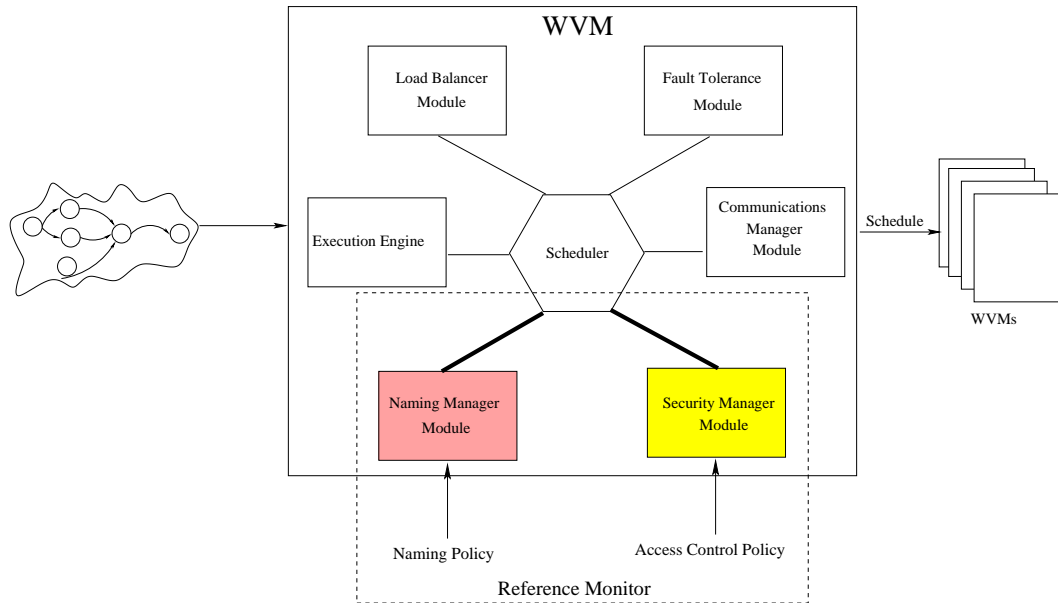 WVM
Load Balancer
Module
Fault Tolerance
Module
Execution Engine
Scheduler
Communications
Manager
Module
Schedule
WVMs
Naming Manager
Module
Security Manager
Module
Naming Policy
Access Control Policy
Reference Monitor